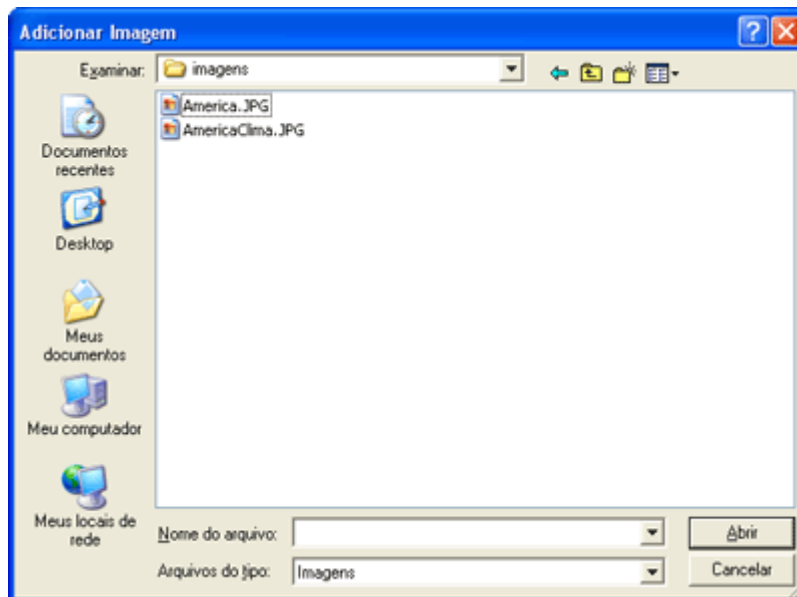 Adicionar Imagem
Examinar: imagens
America.JPG
AmericaClima.JPG
Documentos
recentes
Desktop
Meus
documentos
Meu computador
Meus locais de
rede
Nome do arquivo:
Abrir
Arquivos do tipo: Imagens
Cancelar